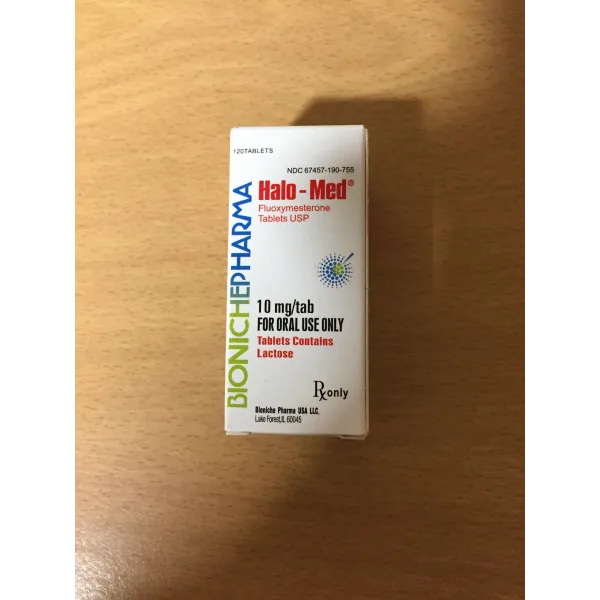 120TABLETS
NDC 67457-190-755
BIONICHEPHARMA
Halo - Med®
Fluoxymesterone
Tablets USP
10 mg/tab
FOR ORAL USE ONLY
Tablets Contains
Lactose
Rx only
Bioniche Pharma USA LLC.
Lake Forest,IL 60045